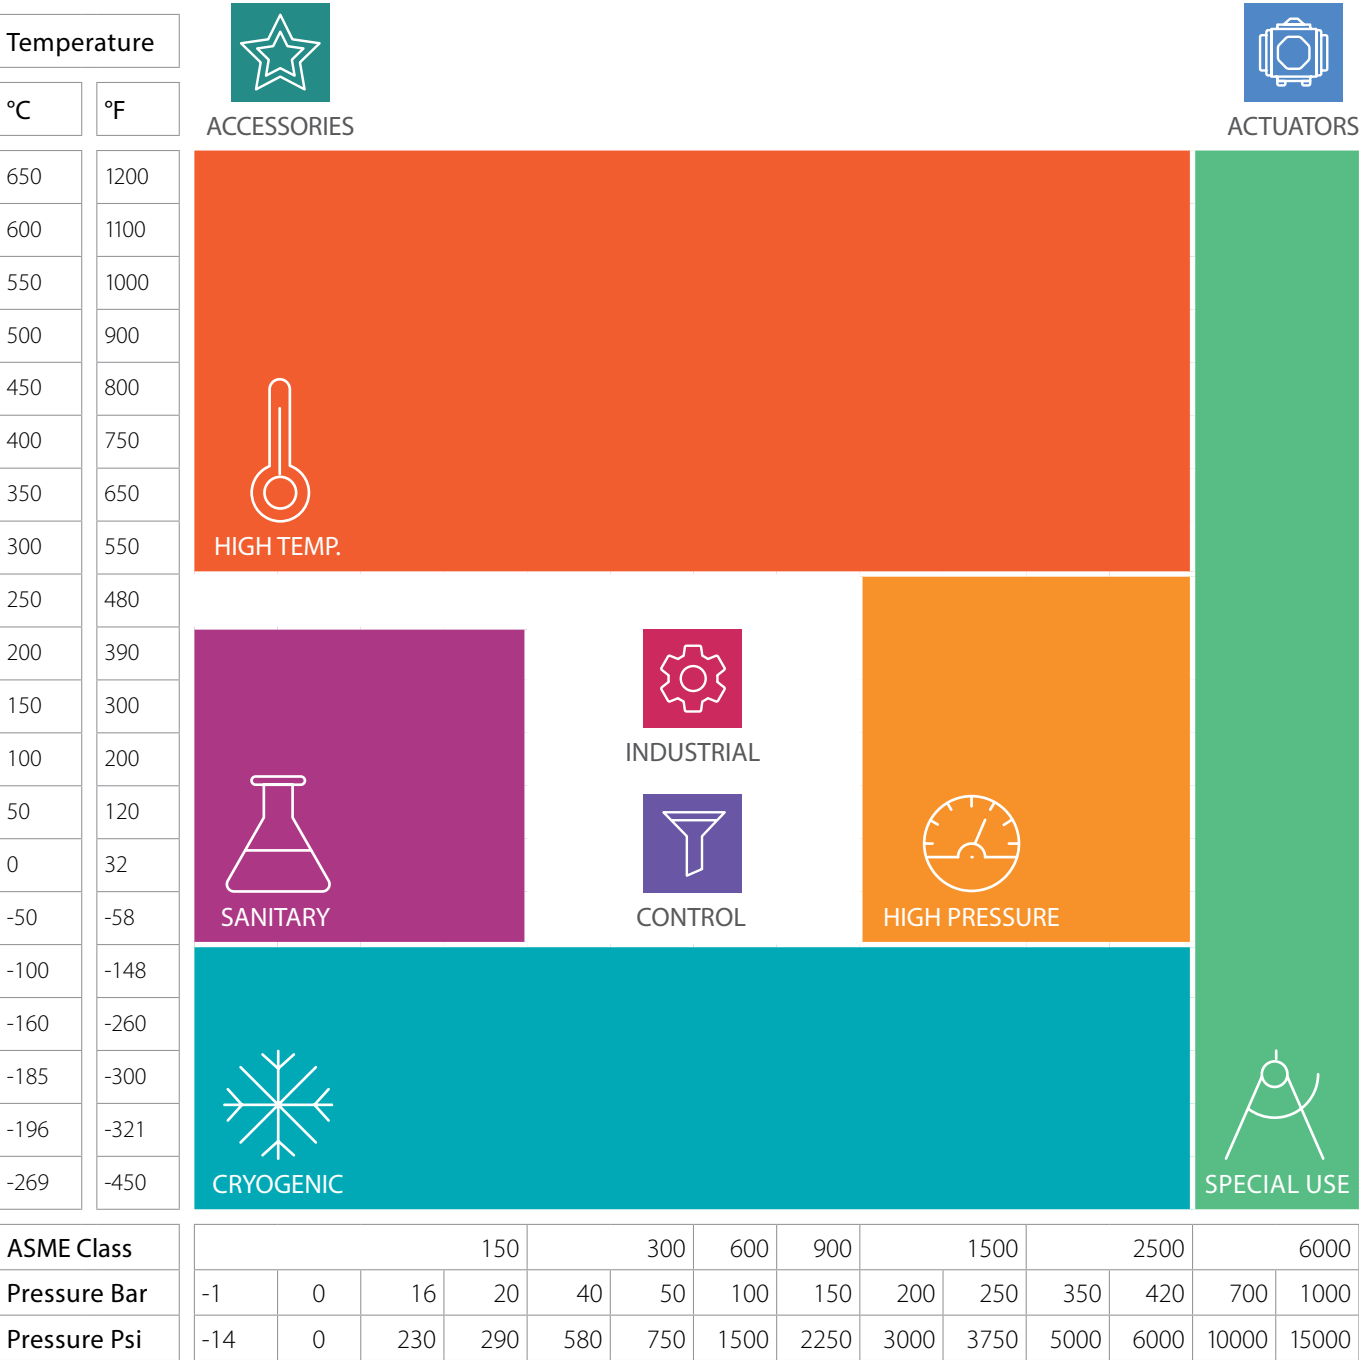 Temperature
ACCESSORIES
ACTUATORS
°C °F
650 1200
600 1100
550 1000
500 900
450 800
400 750
350 650
300 550
HIGH TEMP.
250 480
200 390
150 300
100 200
50 120
0 32
-50 -58
INDUSTRIAL
SANITARY
CONTROL
HIGH PRESSURE
-100 -148
-160 -260
-185 -300
-196 -321
-269 -450
CRYOGENIC
SPECIAL USE
ASME Class 150 300 600 900 1500 2500 6000
Pressure Bar -1 0 16 20 40 50 100 150 200 250 350 420 700 1000
Pressure Psi -14 0 230 290 580 750 1500 2250 3000 3750 5000 6000 10000 15000